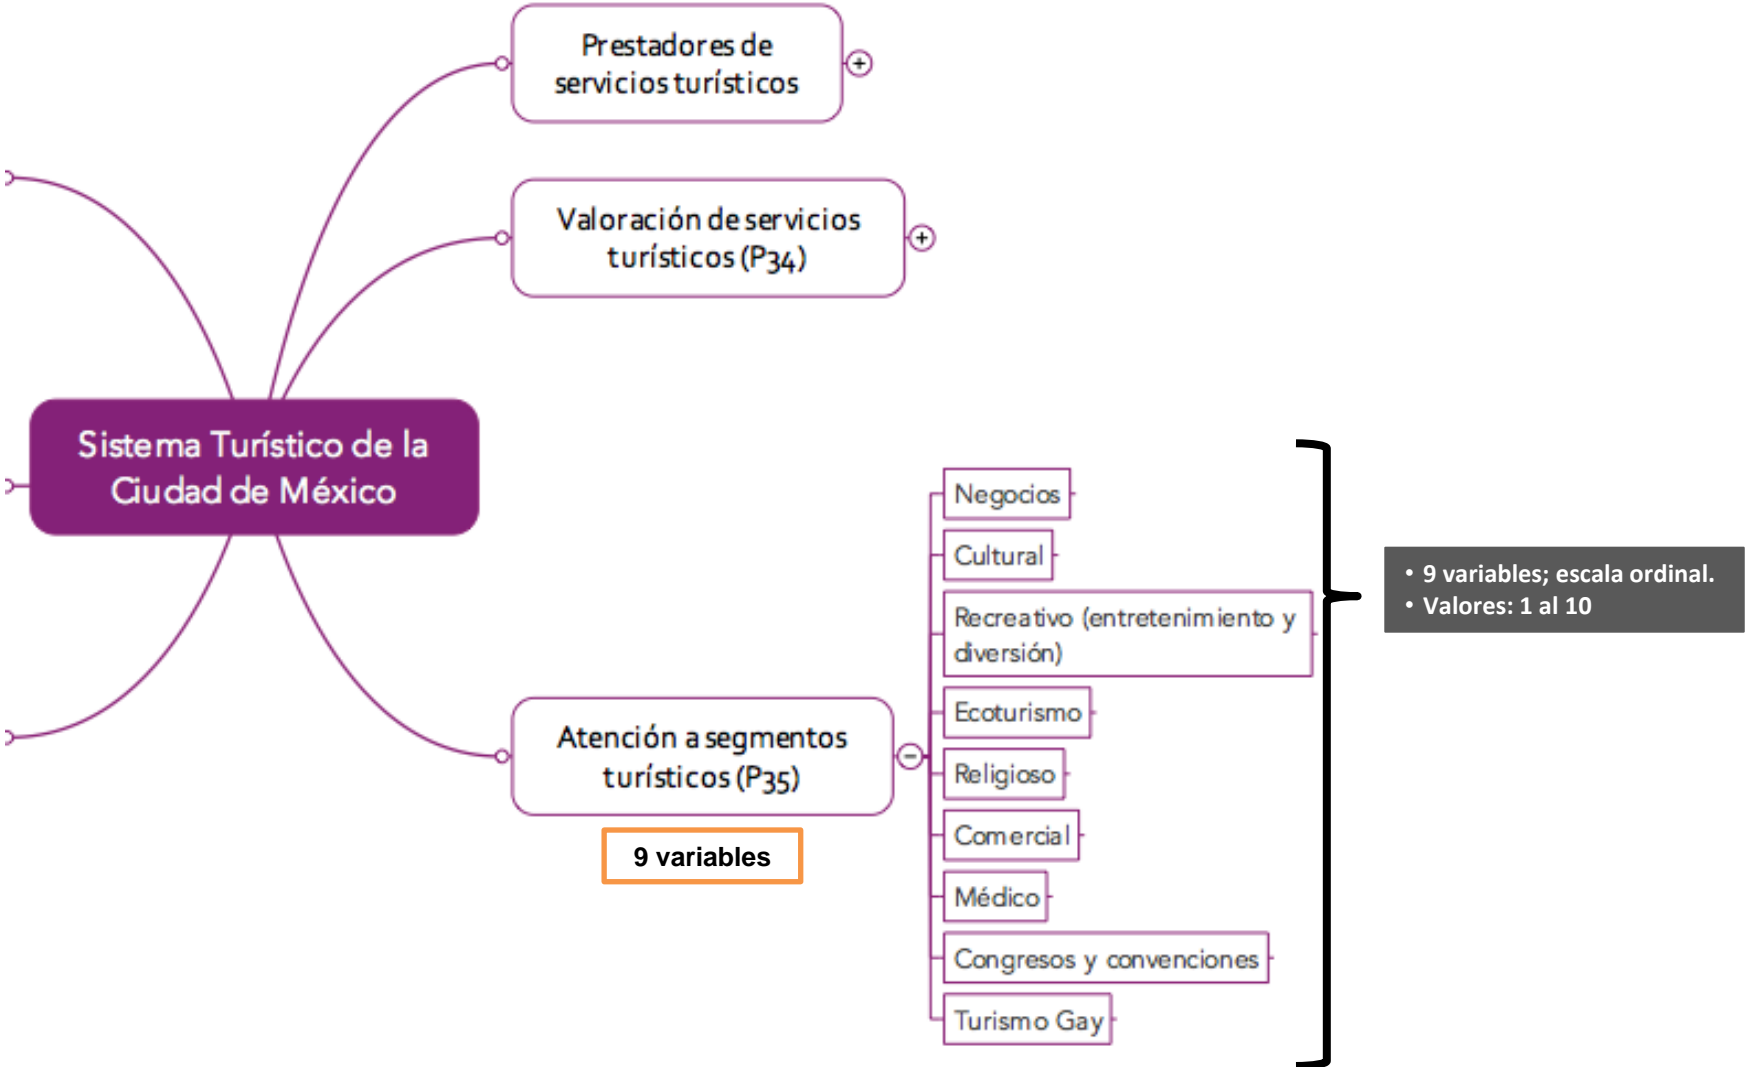 Prestadores de
servicios turísticos
+
Valoración de servicios
turísticos (P34)
+
Sistema Turístico de la
Ciudad de México
Atención a segmentos
turísticos (P35)
9 variables
Negocios
Cultural
Recreativo (entretenimiento y
diversión)
Ecoturismo
Religioso
Comercial
Médico
Congresos y convenciones
Turismo Gay
• 9 variables; escala ordinal.
• Valores: 1 al 10